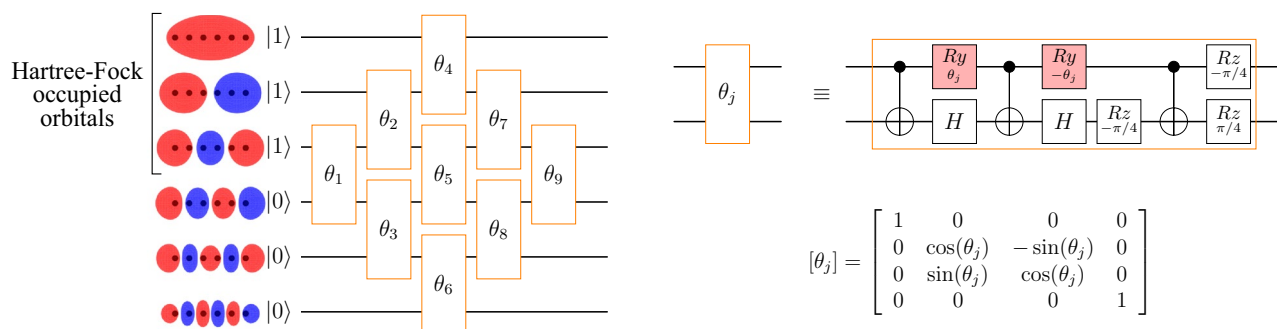 Hartree-Fock
occupied
orbitals
|1⟩
|1⟩
|1⟩
|0⟩
|0⟩
|0⟩
θ₁
θ₂
θ₃
θ₄
θ₅
θ₆
θ₇
θ₈
θ₉
θⱼ
≡
Ry
θⱼ
Ry
-θⱼ
Rz
-π/4
H
H
Rz
-π/4
Rz
π/4
[θⱼ] =
1 0 0 0
0 cos(θⱼ) − sin(θⱼ) 0
0 sin(θⱼ) cos(θⱼ) 0
0 0 0 1